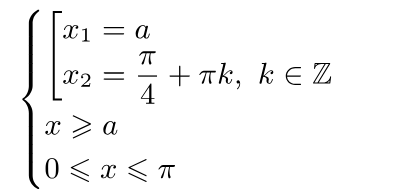 x₁ = a
x₂ = π/4 + πk, k ∈ ℤ
x ⩾ a
0 ⩽ x ⩽ π